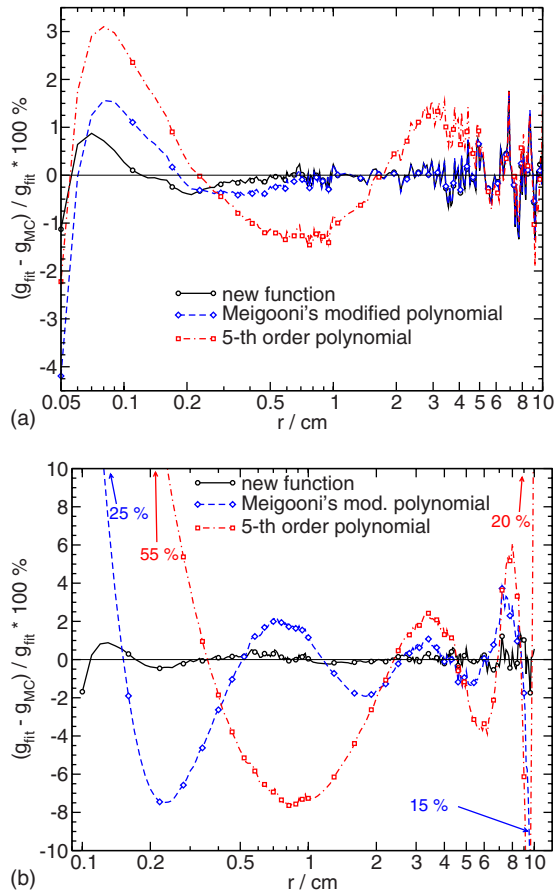 3
2
1
0
-1
-2
-3
-4
(g_fit - g_MC) / g_fit * 100 %
new function
Meigooni's modified polynomial
5-th order polynomial
0.05 0.1 0.2 0.5 1 2 3 4 5 6 8 10
r / cm
(a)
10
8
6
4
2
0
-2
-4
-6
-8
-10
(g_fit - g_MC) / g_fit * 100 %
new function
Meigooni's mod. polynomial
5-th order polynomial
25 %
55 %
20 %
15 %
0.1 0.2 0.5 1 2 3 4 5 6 8 10
r / cm
(b)